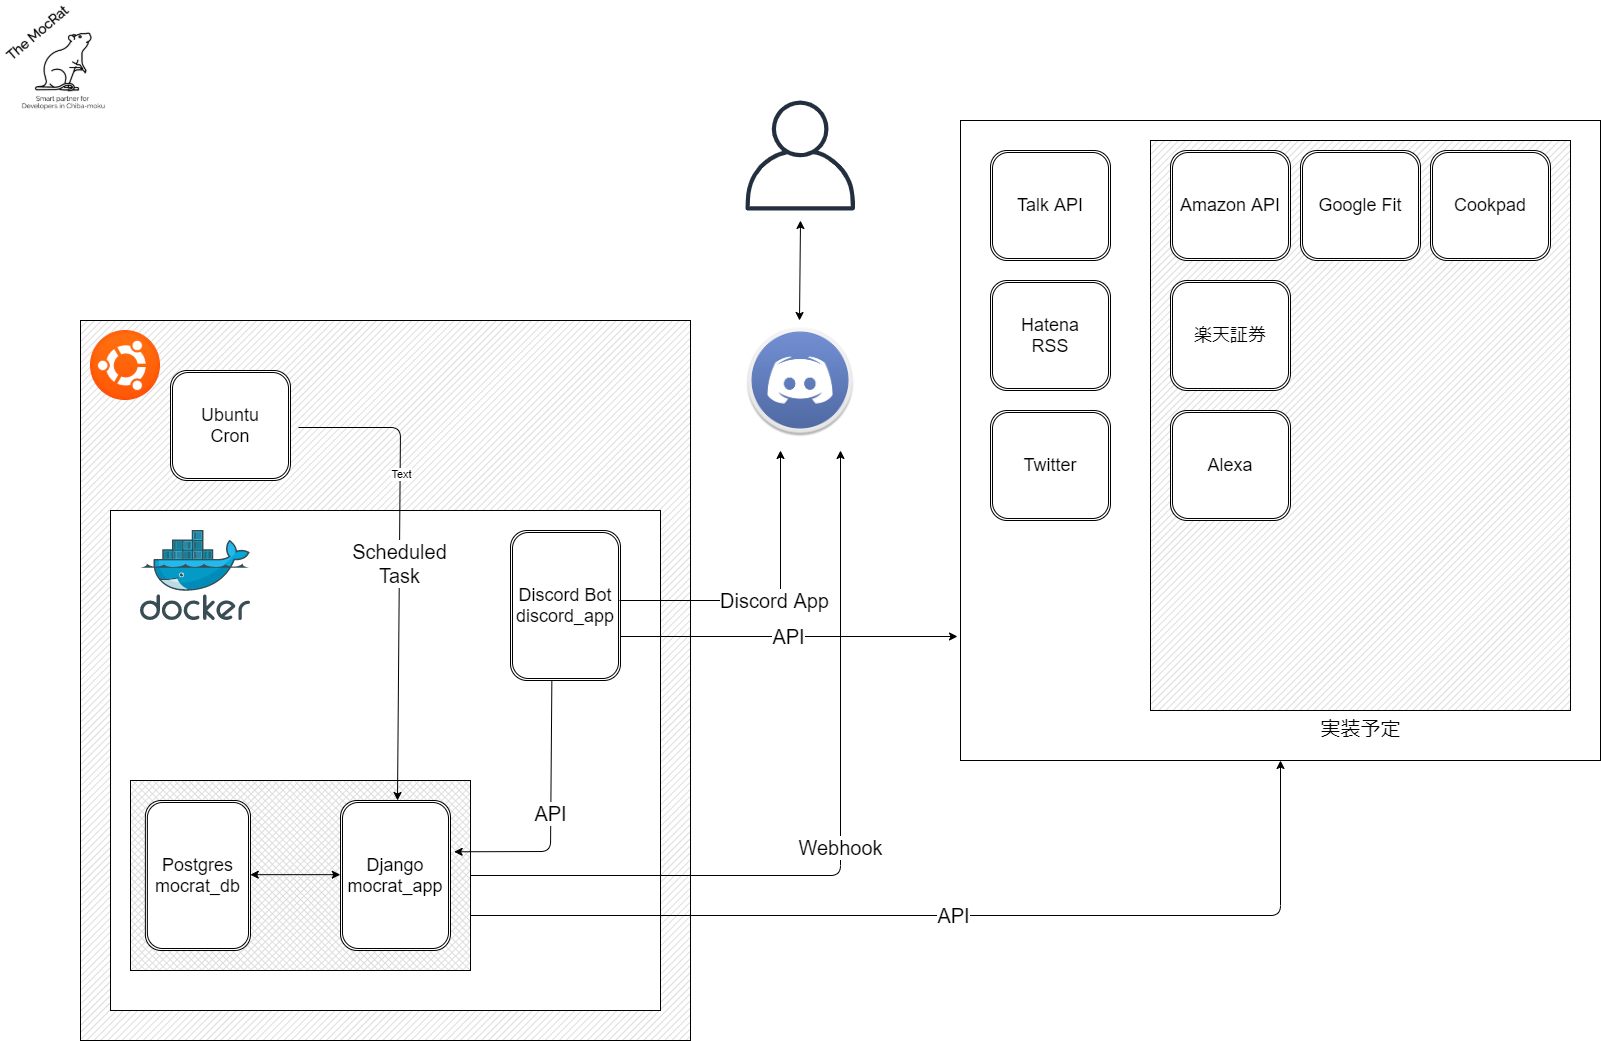 The MocRat
Smart partner for
Developers in Chiba-moku
Talk API
Amazon API
Google Fit
Cookpad
Hatena
RSS
楽天証券
Twitter
Alexa
実装予定
Ubuntu
Cron
Text
docker
Scheduled
Task
Discord Bot
discord_app
Discord App
API
API
Postgres
mocrat_db
Django
mocrat_app
Webhook
API